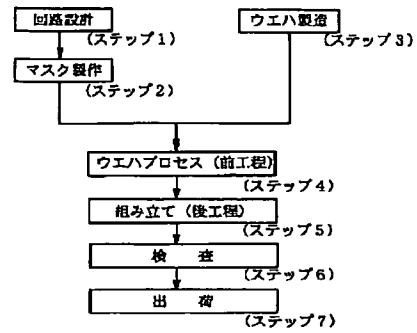 回路設計
(ステップ1)
マスク製作
(ステップ2)
ウエハ製造
(ステップ3)
ウエハプロセス(前工程)
(ステップ4)
組み立て(後工程)
(ステップ5)
検 査
(ステップ6)
出 荷
(ステップ7)